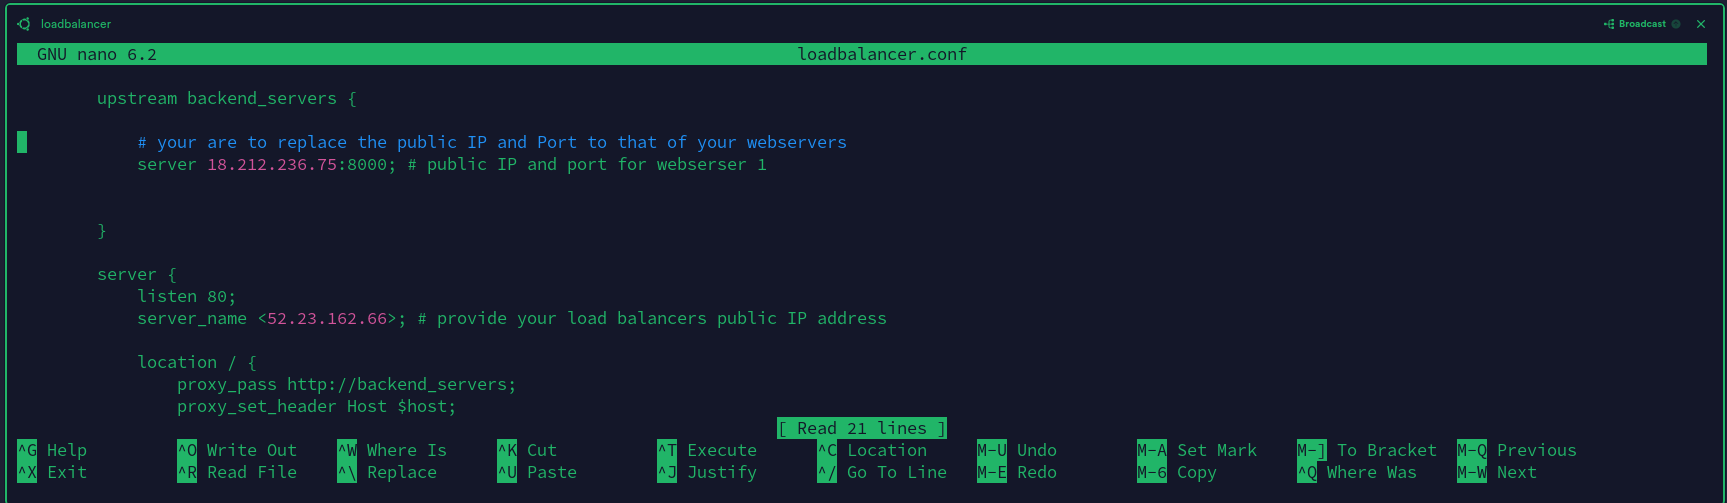 loadbalancer Broadcast
GNU nano 6.2 loadbalancer.conf
upstream backend_servers {
# your are to replace the public IP and Port to that of your webservers
server 18.212.236.75:8000; # public IP and port for webserser 1
}
server {
listen 80;
server_name <52.23.162.66>; # provide your load balancers public IP address
location / {
proxy_pass http://backend_servers;
proxy_set_header Host $host;
[ Read 21 lines ]
^G Help ^O Write Out ^W Where Is ^K Cut ^T Execute ^C Location M-U Undo M-A Set Mark M-] To Bracket M-Q Previous
^X Exit ^R Read File ^\ Replace ^U Paste ^J Justify ^/ Go To Line M-E Redo M-6 Copy ^Q Where Was M-W Next